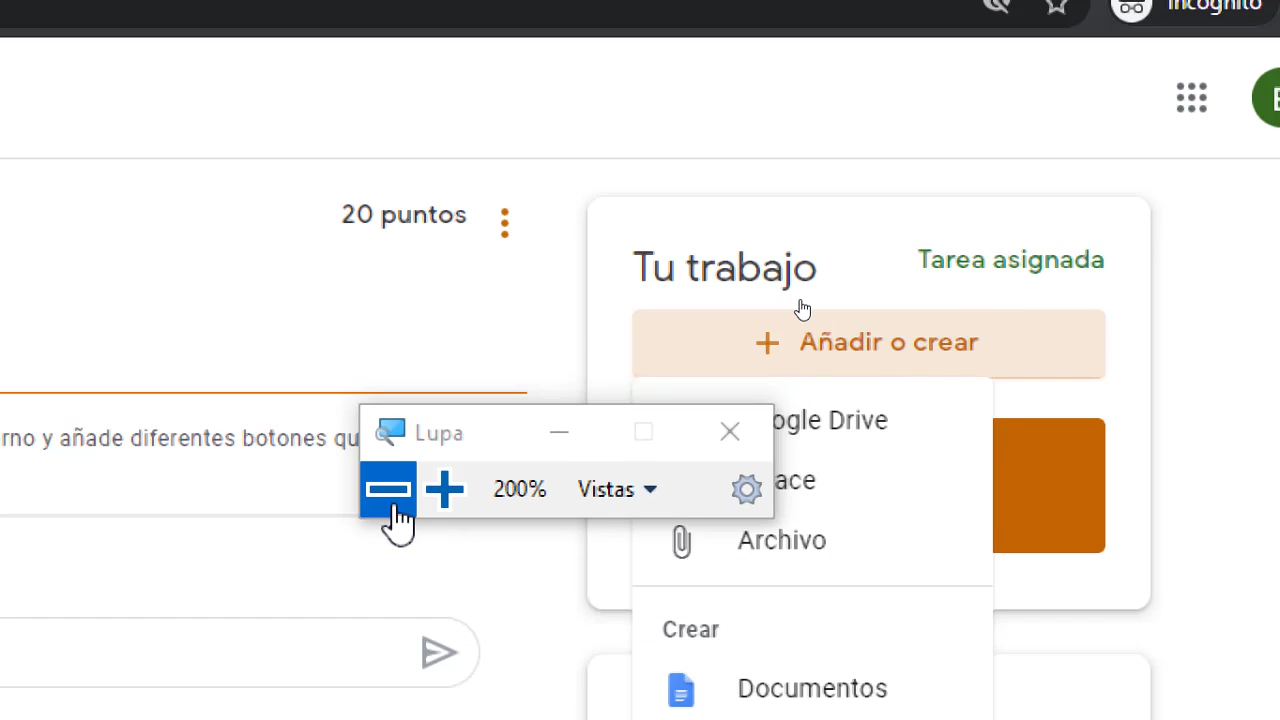 Incognito
20 puntos
Tu trabajo
Tarea asignada
+ Añadir o crear
rno y añade diferentes botones qu
Lupa
200%
Vistas
ogle Drive
ace
Archivo
Crear
Documentos